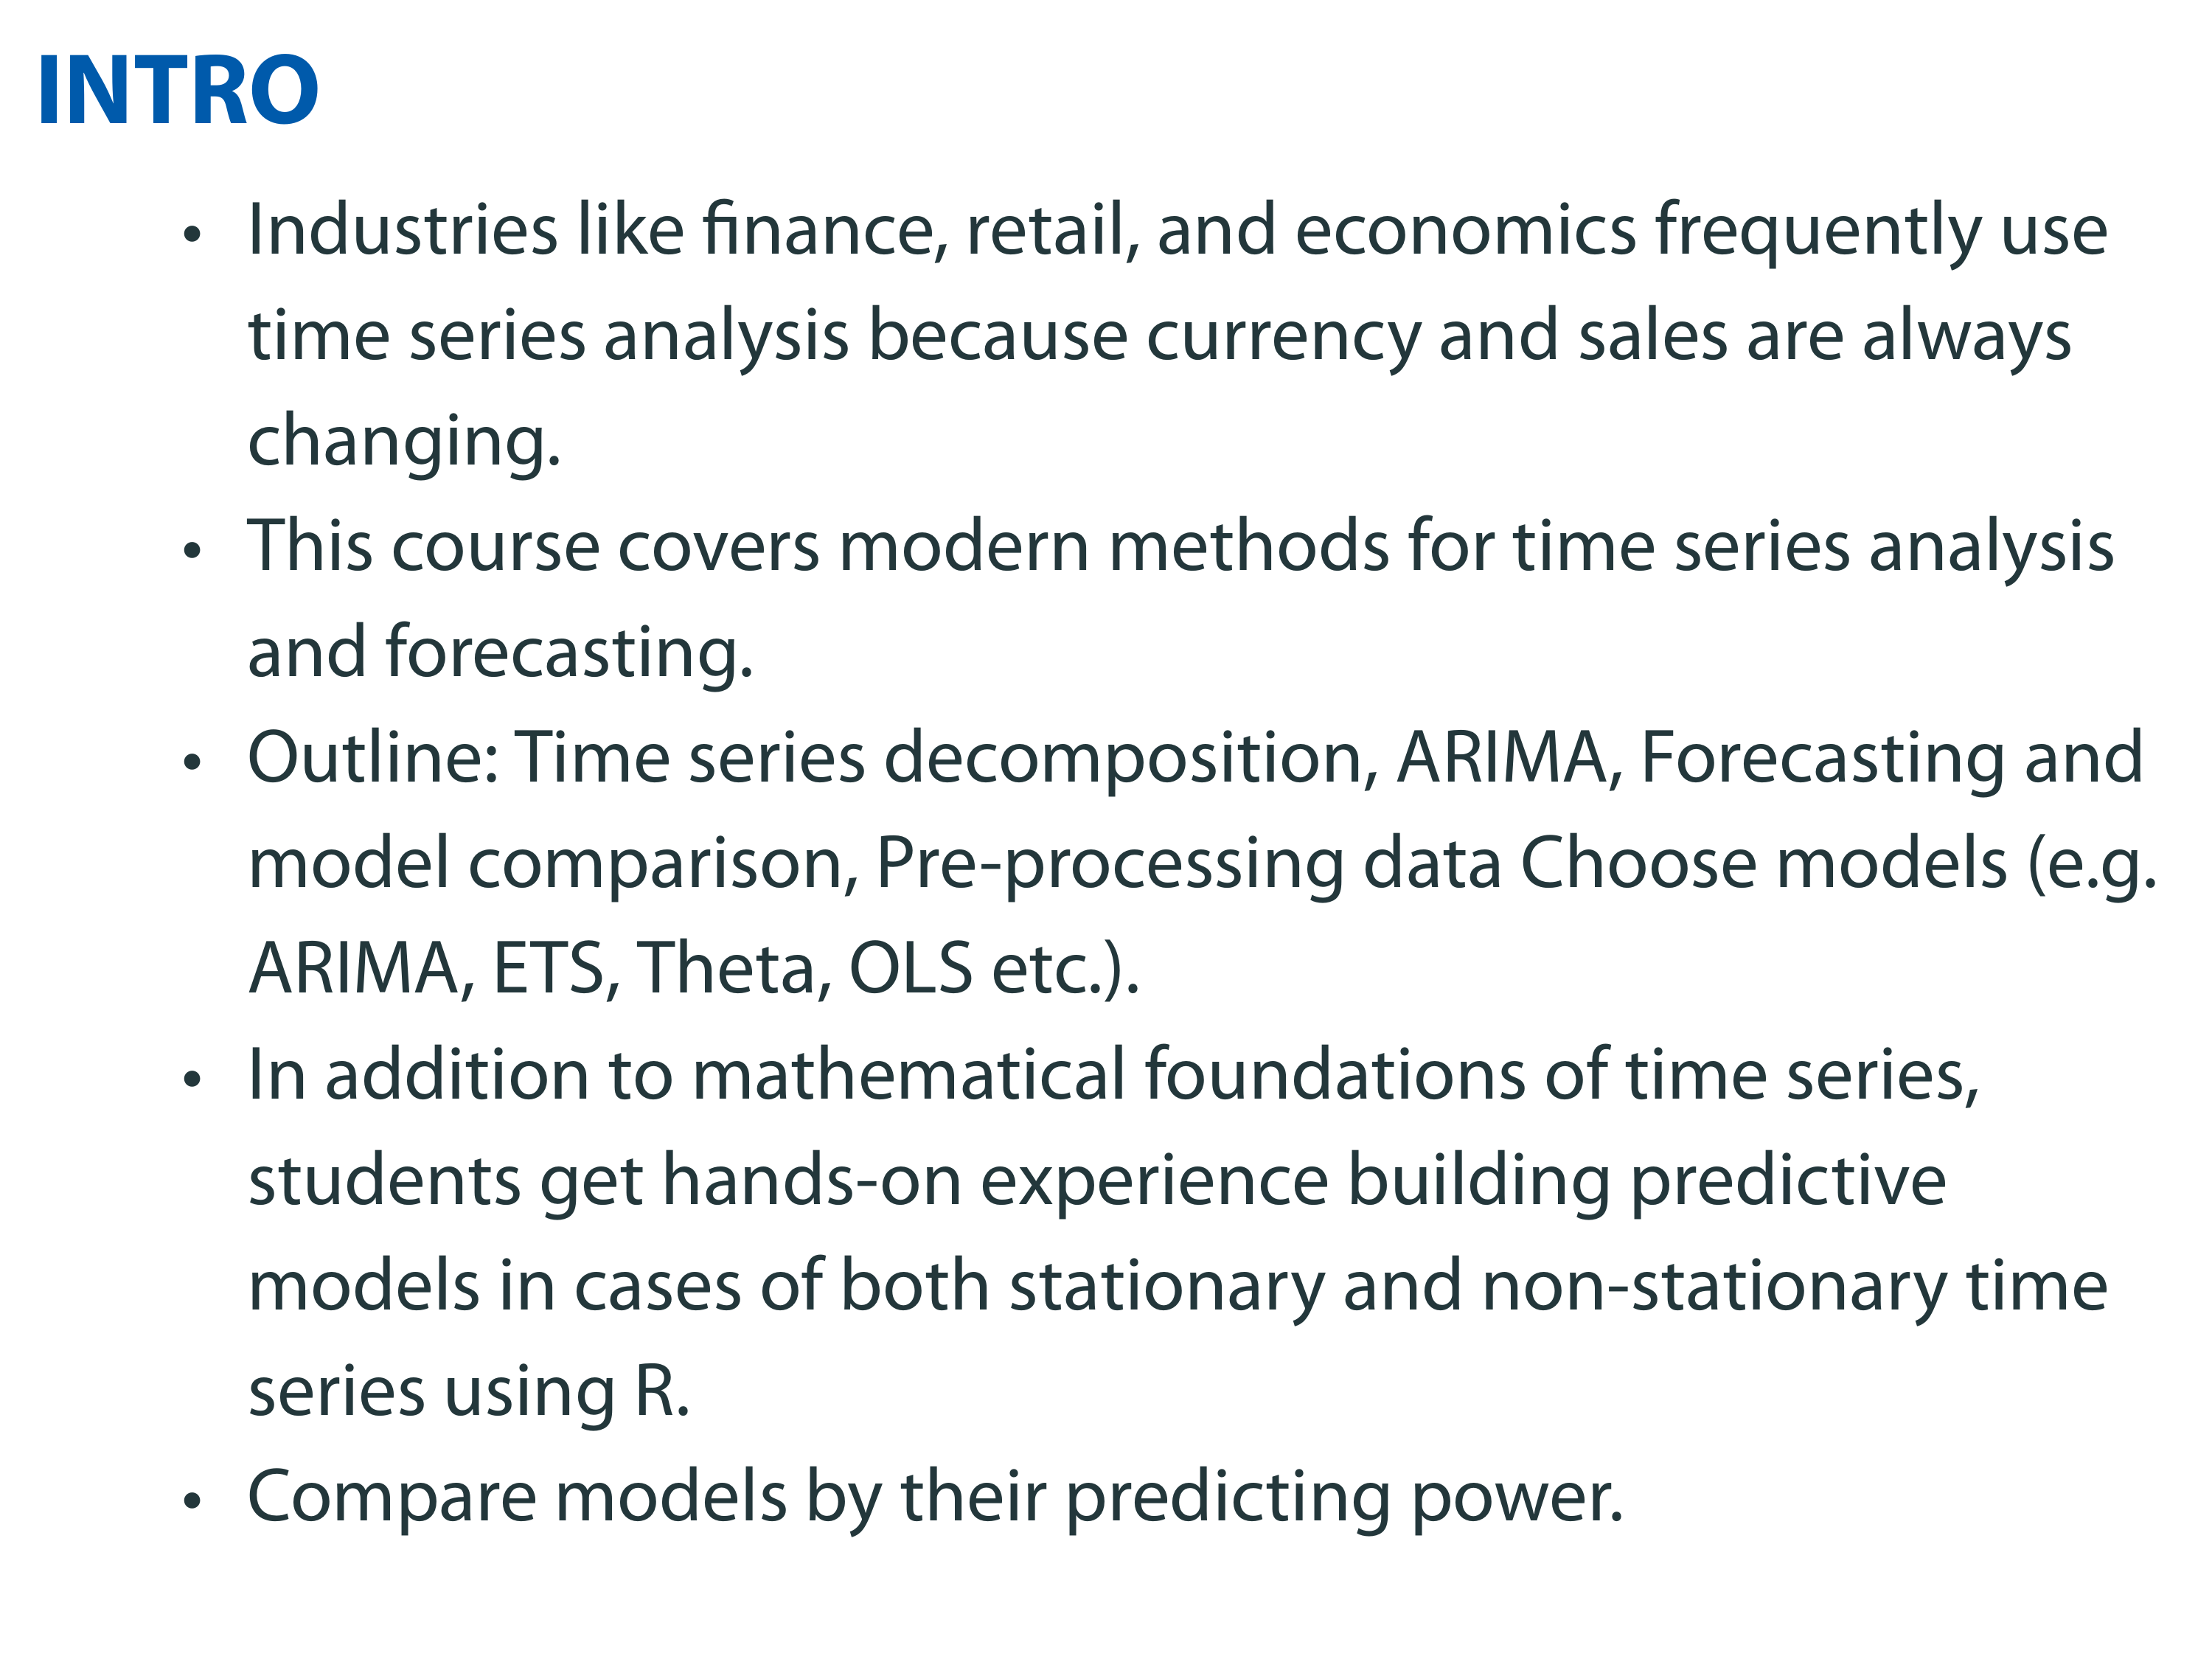 INTRO
• Industries like finance, retail, and economics frequently use
time series analysis because currency and sales are always
changing.
• This course covers modern methods for time series analysis
and forecasting.
• Outline: Time series decomposition, ARIMA, Forecasting and
model comparison, Pre-processing data Choose models (e.g.
ARIMA, ETS, Theta, OLS etc.).
• In addition to mathematical foundations of time series,
students get hands-on experience building predictive
models in cases of both stationary and non-stationary time
series using R.
• Compare models by their predicting power.